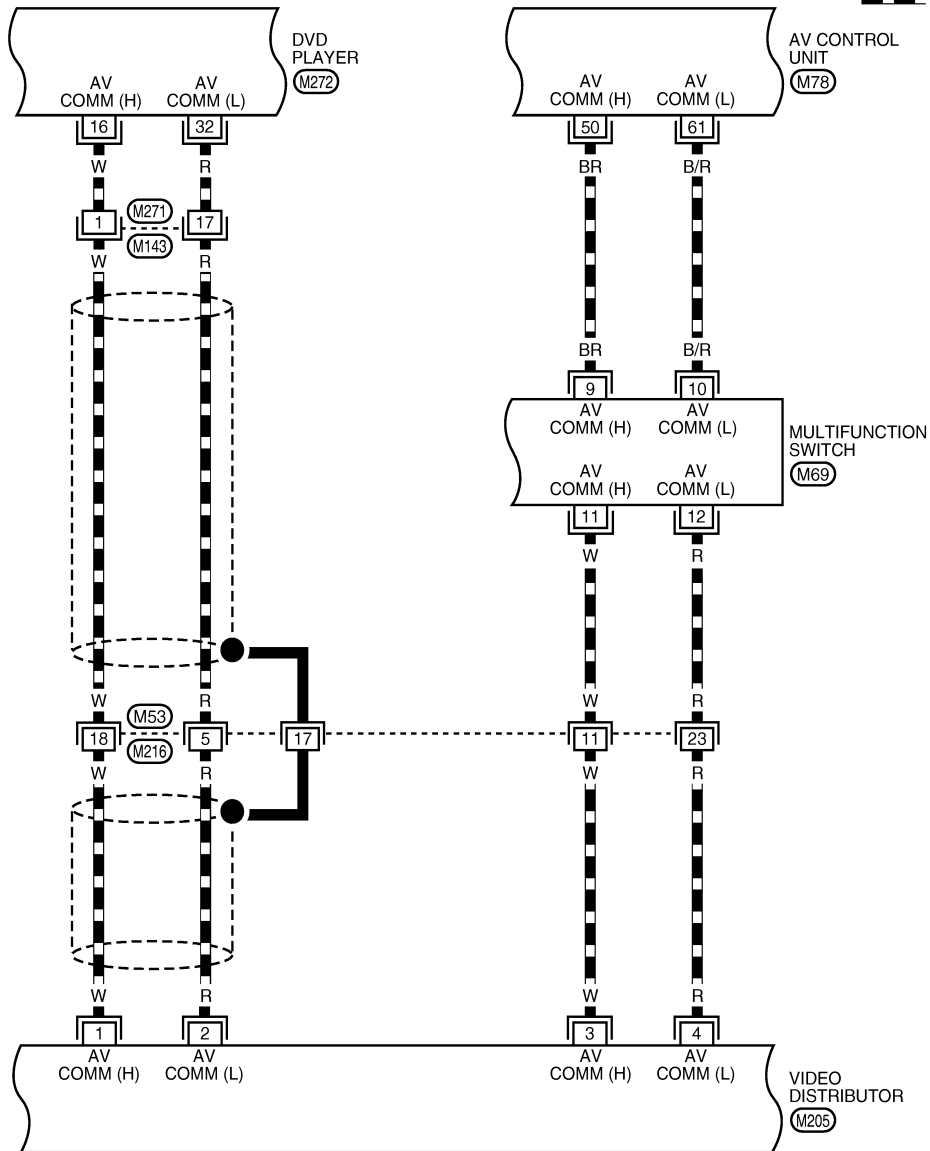 DVD
PLAYER
M272
AV CONTROL
UNIT
M78
AV
COMM (H)
AV
COMM (L)
AV
COMM (H)
AV
COMM (L)
16
32
50
61
W
R
BR
B/R
1
M271
17
M143
W
R
BR
B/R
9
10
AV
COMM (H)
AV
COMM (L)
MULTIFUNCTION
SWITCH
M69
AV
COMM (H)
AV
COMM (L)
11
12
W
R
W
R
W
R
M53
18
5
17
11
23
M216
W
R
W
R
W
R
W
R
1
2
3
4
AV
COMM (H)
AV
COMM (L)
AV
COMM (H)
AV
COMM (L)
VIDEO
DISTRIBUTOR
M205